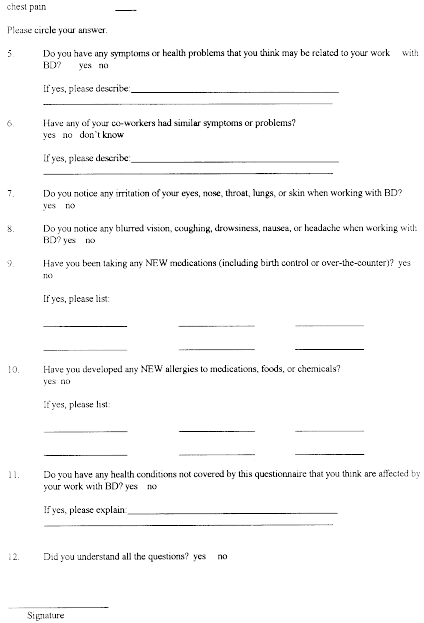 chest pain
Please circle your answer.
5. Do you have any symptoms or health problems that you think may be related to your work with
BD? yes no
If yes, please describe:
6. Have any of your co-workers had similar symptoms or problems?
yes no don't know
If yes, please describe:
7. Do you notice any irritation of your eyes, nose, throat, lungs, or skin when working with BD?
yes no
8. Do you notice any blurred vision, coughing, drowsiness, nausea, or headache when working with
BD? yes no
9. Have you been taking any NEW medications (including birth control or over-the-counter)? yes
no
If yes, please list:
10. Have you developed any NEW allergies to medications, foods, or chemicals?
yes no
If yes, please list:
11. Do you have any health conditions not covered by this questionnaire that you think are affected by
your work with BD? yes no
If yes, please explain:
12. Did you understand all the questions? yes no
Signature